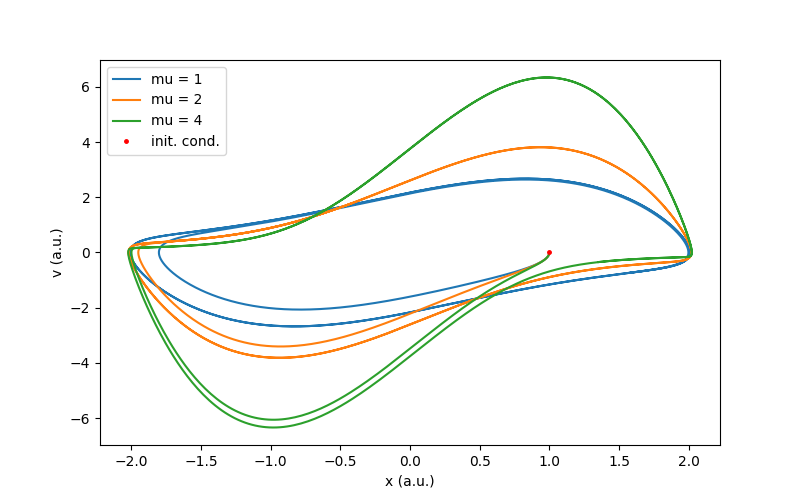 mu = 1
mu = 2
mu = 4
init. cond.
6
4
2
0
−2
−4
−6
v (a.u.)
−2.0 −1.5 −1.0 −0.5 0.0 0.5 1.0 1.5 2.0
x (a.u.)